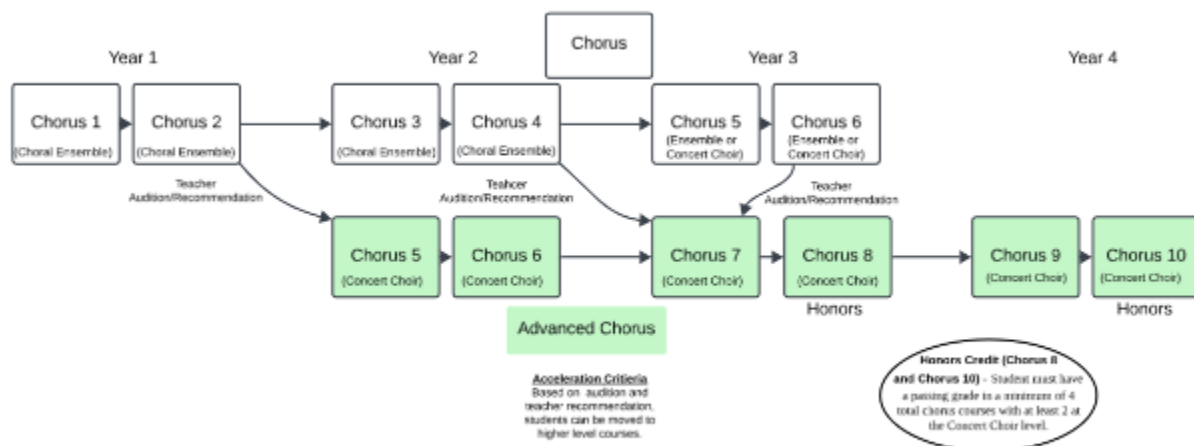 Chorus
Year 1
Year 2
Year 3
Year 4
Chorus 1
(Choral Ensemble)
Chorus 2
(Choral Ensemble)
Chorus 3
(Choral Ensemble)
Chorus 4
(Choral Ensemble)
Chorus 5
(Ensemble or
Concert Choir)
Chorus 6
(Ensemble or
Concert Choir)
Teacher
Audition/Recommendation
Teahcer
Audition/Recommendation
Teacher
Audition/Recommendation
Chorus 5
(Concert Choir)
Chorus 6
(Concert Choir)
Chorus 7
(Concert Choir)
Chorus 8
(Concert Choir)
Honors
Chorus 9
(Concert Choir)
Chorus 10
(Concert Choir)
Honors
Advanced Chorus
Acceleration Critieria
Based on audition and
teacher recommendation,
students can be moved to
higher level courses.
Honors Credit (Chorus 8
and Chorus 10) - Student must have
a passing grade in a minimum of 4
total chorus courses with at least 2 at
the Concert Choir level.